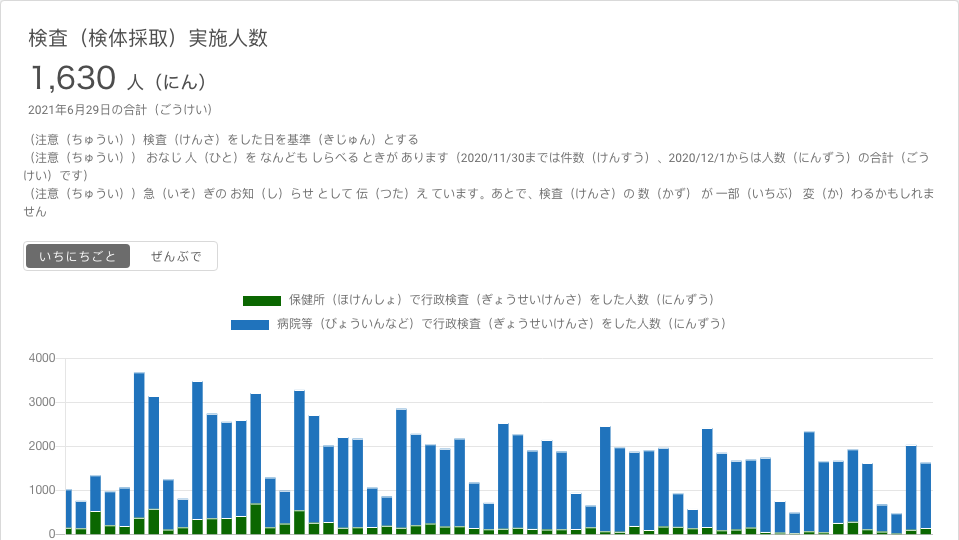 検査（検体採取）実施人数
1,630 人（にん）
2021年6月29日の合計（ごうけい）
（注意（ちゅうい））検査（けんさ）をした日を基準（きじゅん）とする
（注意（ちゅうい）） おなじ 人（ひと）を なんども しらべる ときが あります（2020/11/30までは件数（けんすう）、2020/12/1からは人数（にんずう）の合計（ごう
けい）です）
（注意（ちゅうい））急（いそ）ぎの お知（し）らせ として 伝（つた）え ています。あとで、検査（けんさ）の 数（かず） が 一部（いちぶ） 変（か）わるかもしれま
せん
いちにちごと ぜんぶで
保健所（ほけんしょ）で行政検査（ぎょうせいけんさ）をした人数（にんずう）
病院等（びょういんなど）で行政検査（ぎょうせいけんさ）をした人数（にんずう）
4000
3000
2000
1000
0